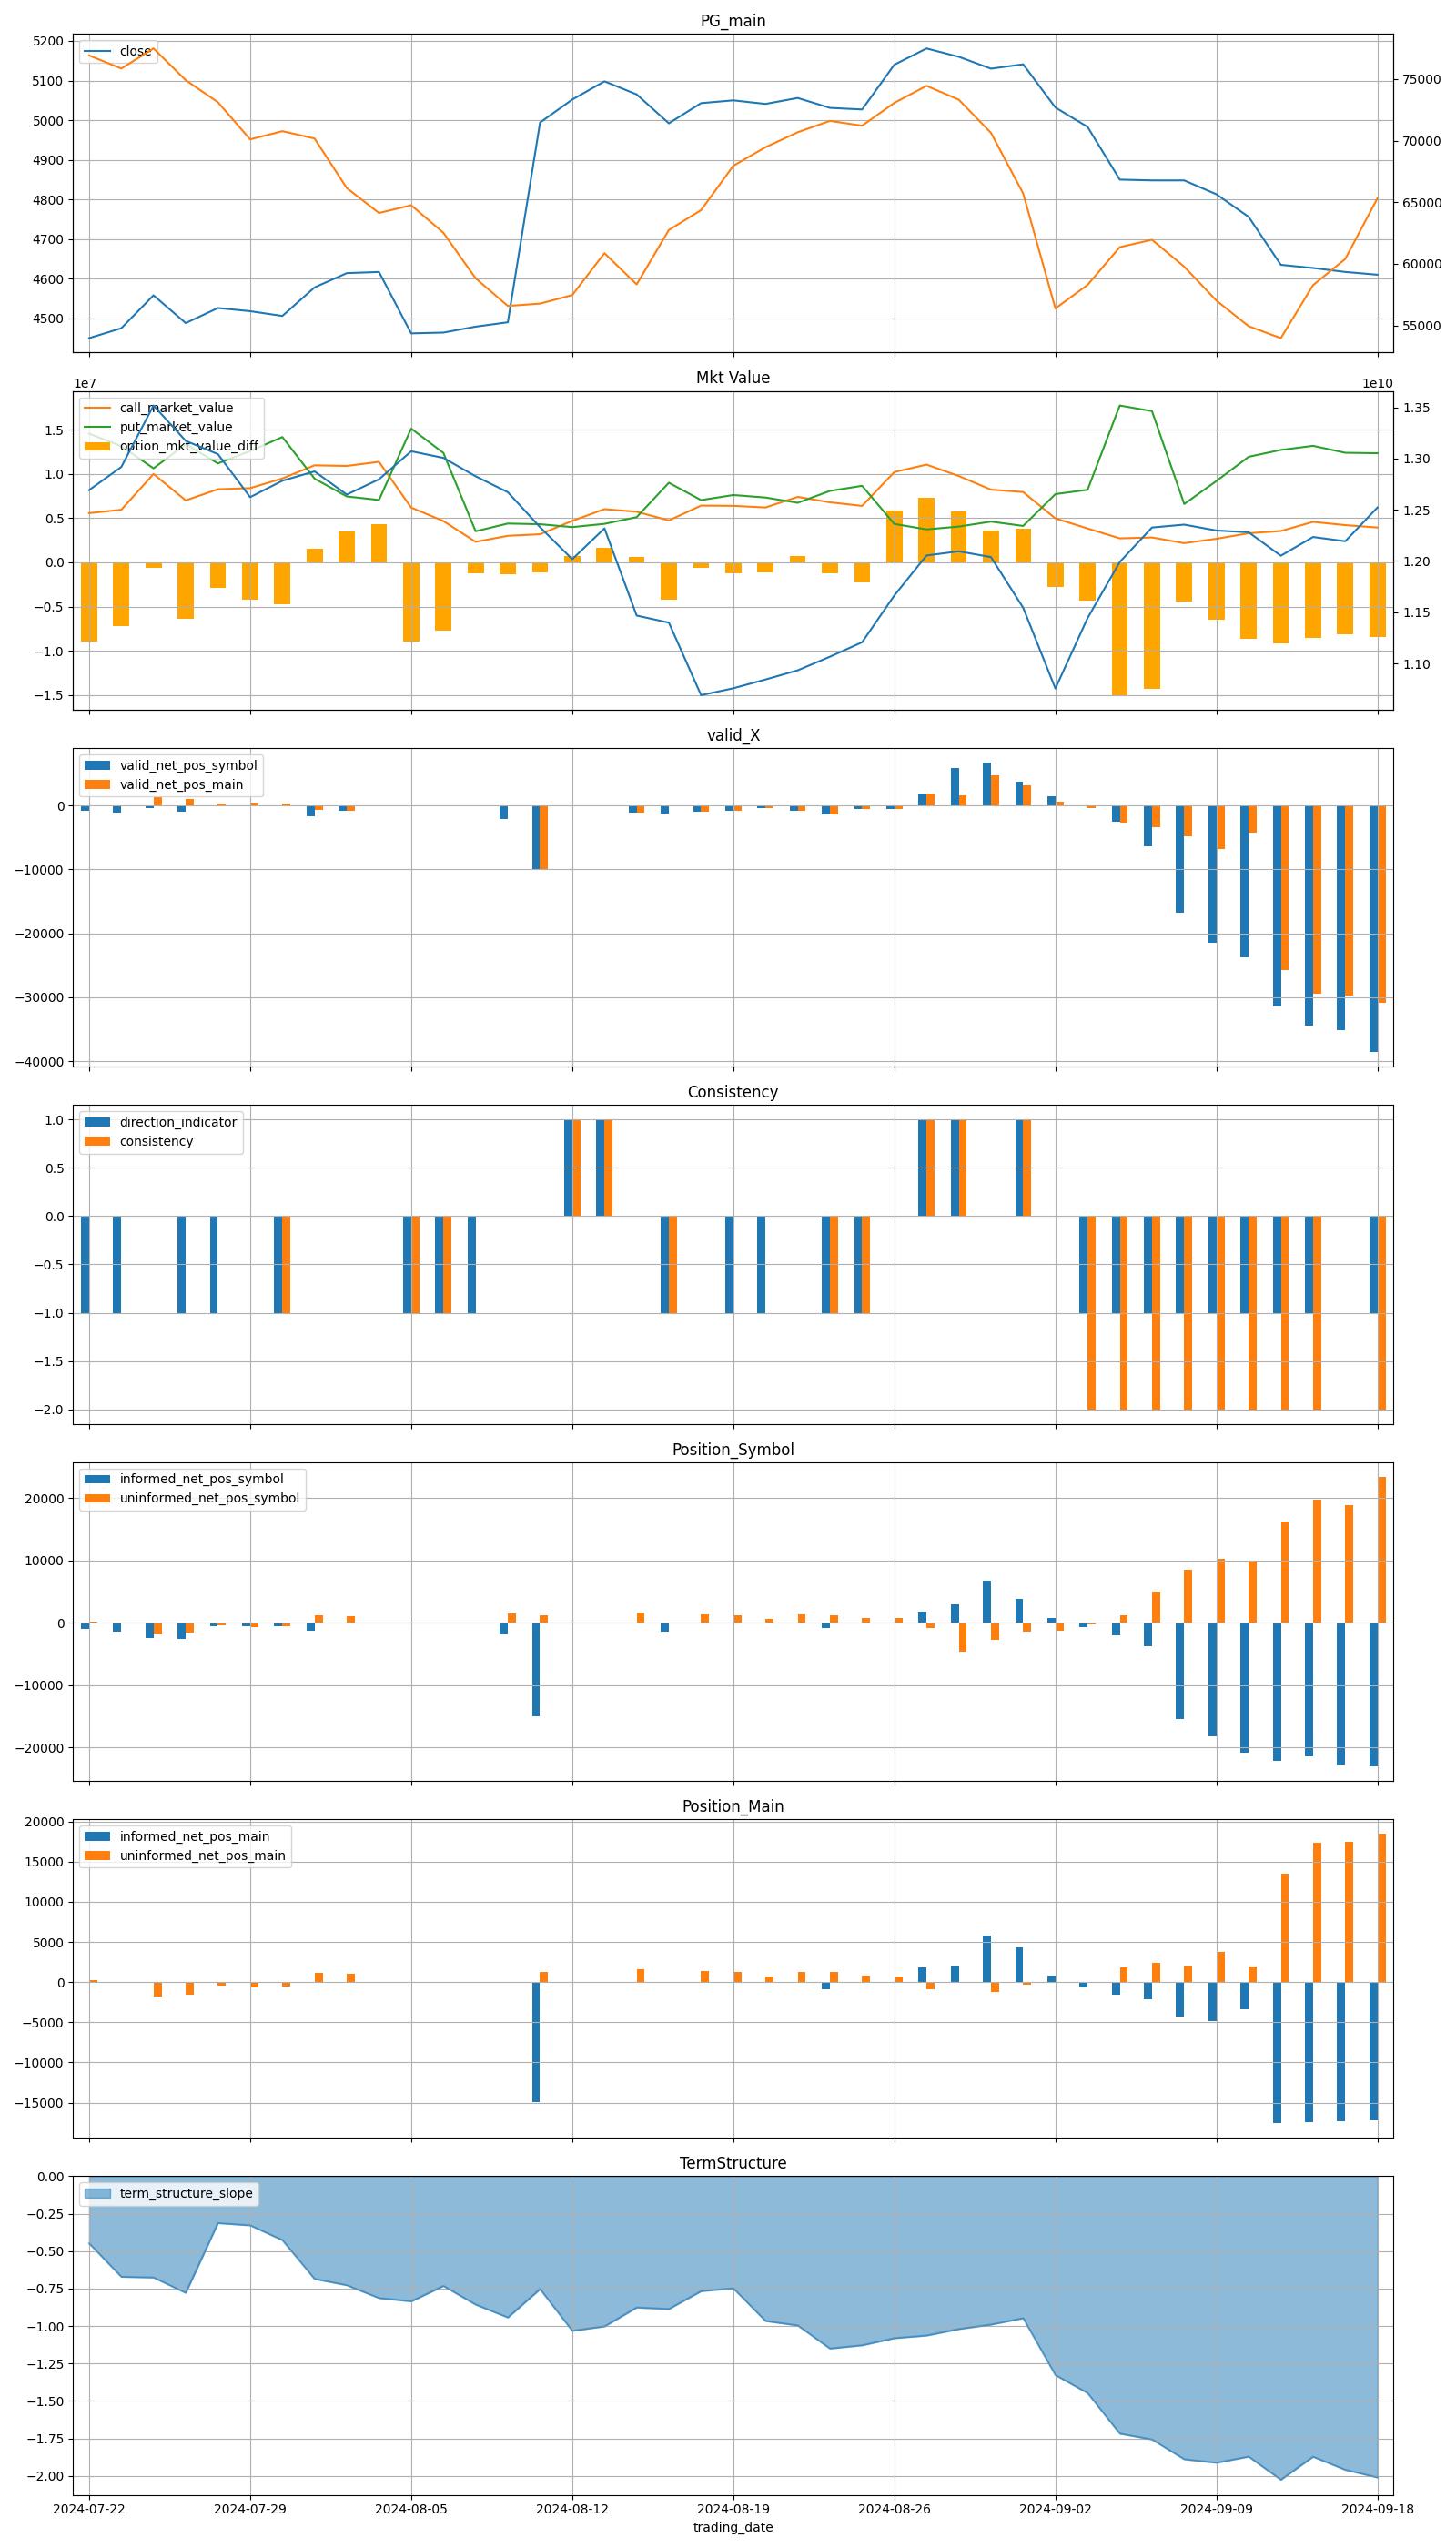 PG_main
close
5200
5100
5000
4900
4800
4700
4600
4500
75000
70000
65000
60000
55000
Mkt Value
1e7
1e10
call_market_value
put_market_value
option_mkt_value_diff
1.5
1.0
0.5
0.0
−0.5
−1.0
−1.5
1.35
1.30
1.25
1.20
1.15
1.10
valid_X
valid_net_pos_symbol
valid_net_pos_main
0
−10000
−20000
−30000
−40000
Consistency
direction_indicator
consistency
1.0
0.5
0.0
−0.5
−1.0
−1.5
−2.0
Position_Symbol
informed_net_pos_symbol
uninformed_net_pos_symbol
20000
10000
0
−10000
−20000
Position_Main
informed_net_pos_main
uninformed_net_pos_main
20000
15000
10000
5000
0
−5000
−10000
−15000
TermStructure
term_structure_slope
0.00
−0.25
−0.50
−0.75
−1.00
−1.25
−1.50
−1.75
−2.00
2024-07-22 2024-07-29 2024-08-05 2024-08-12 2024-08-19 2024-08-26 2024-09-02 2024-09-09 2024-09-18
trading_date